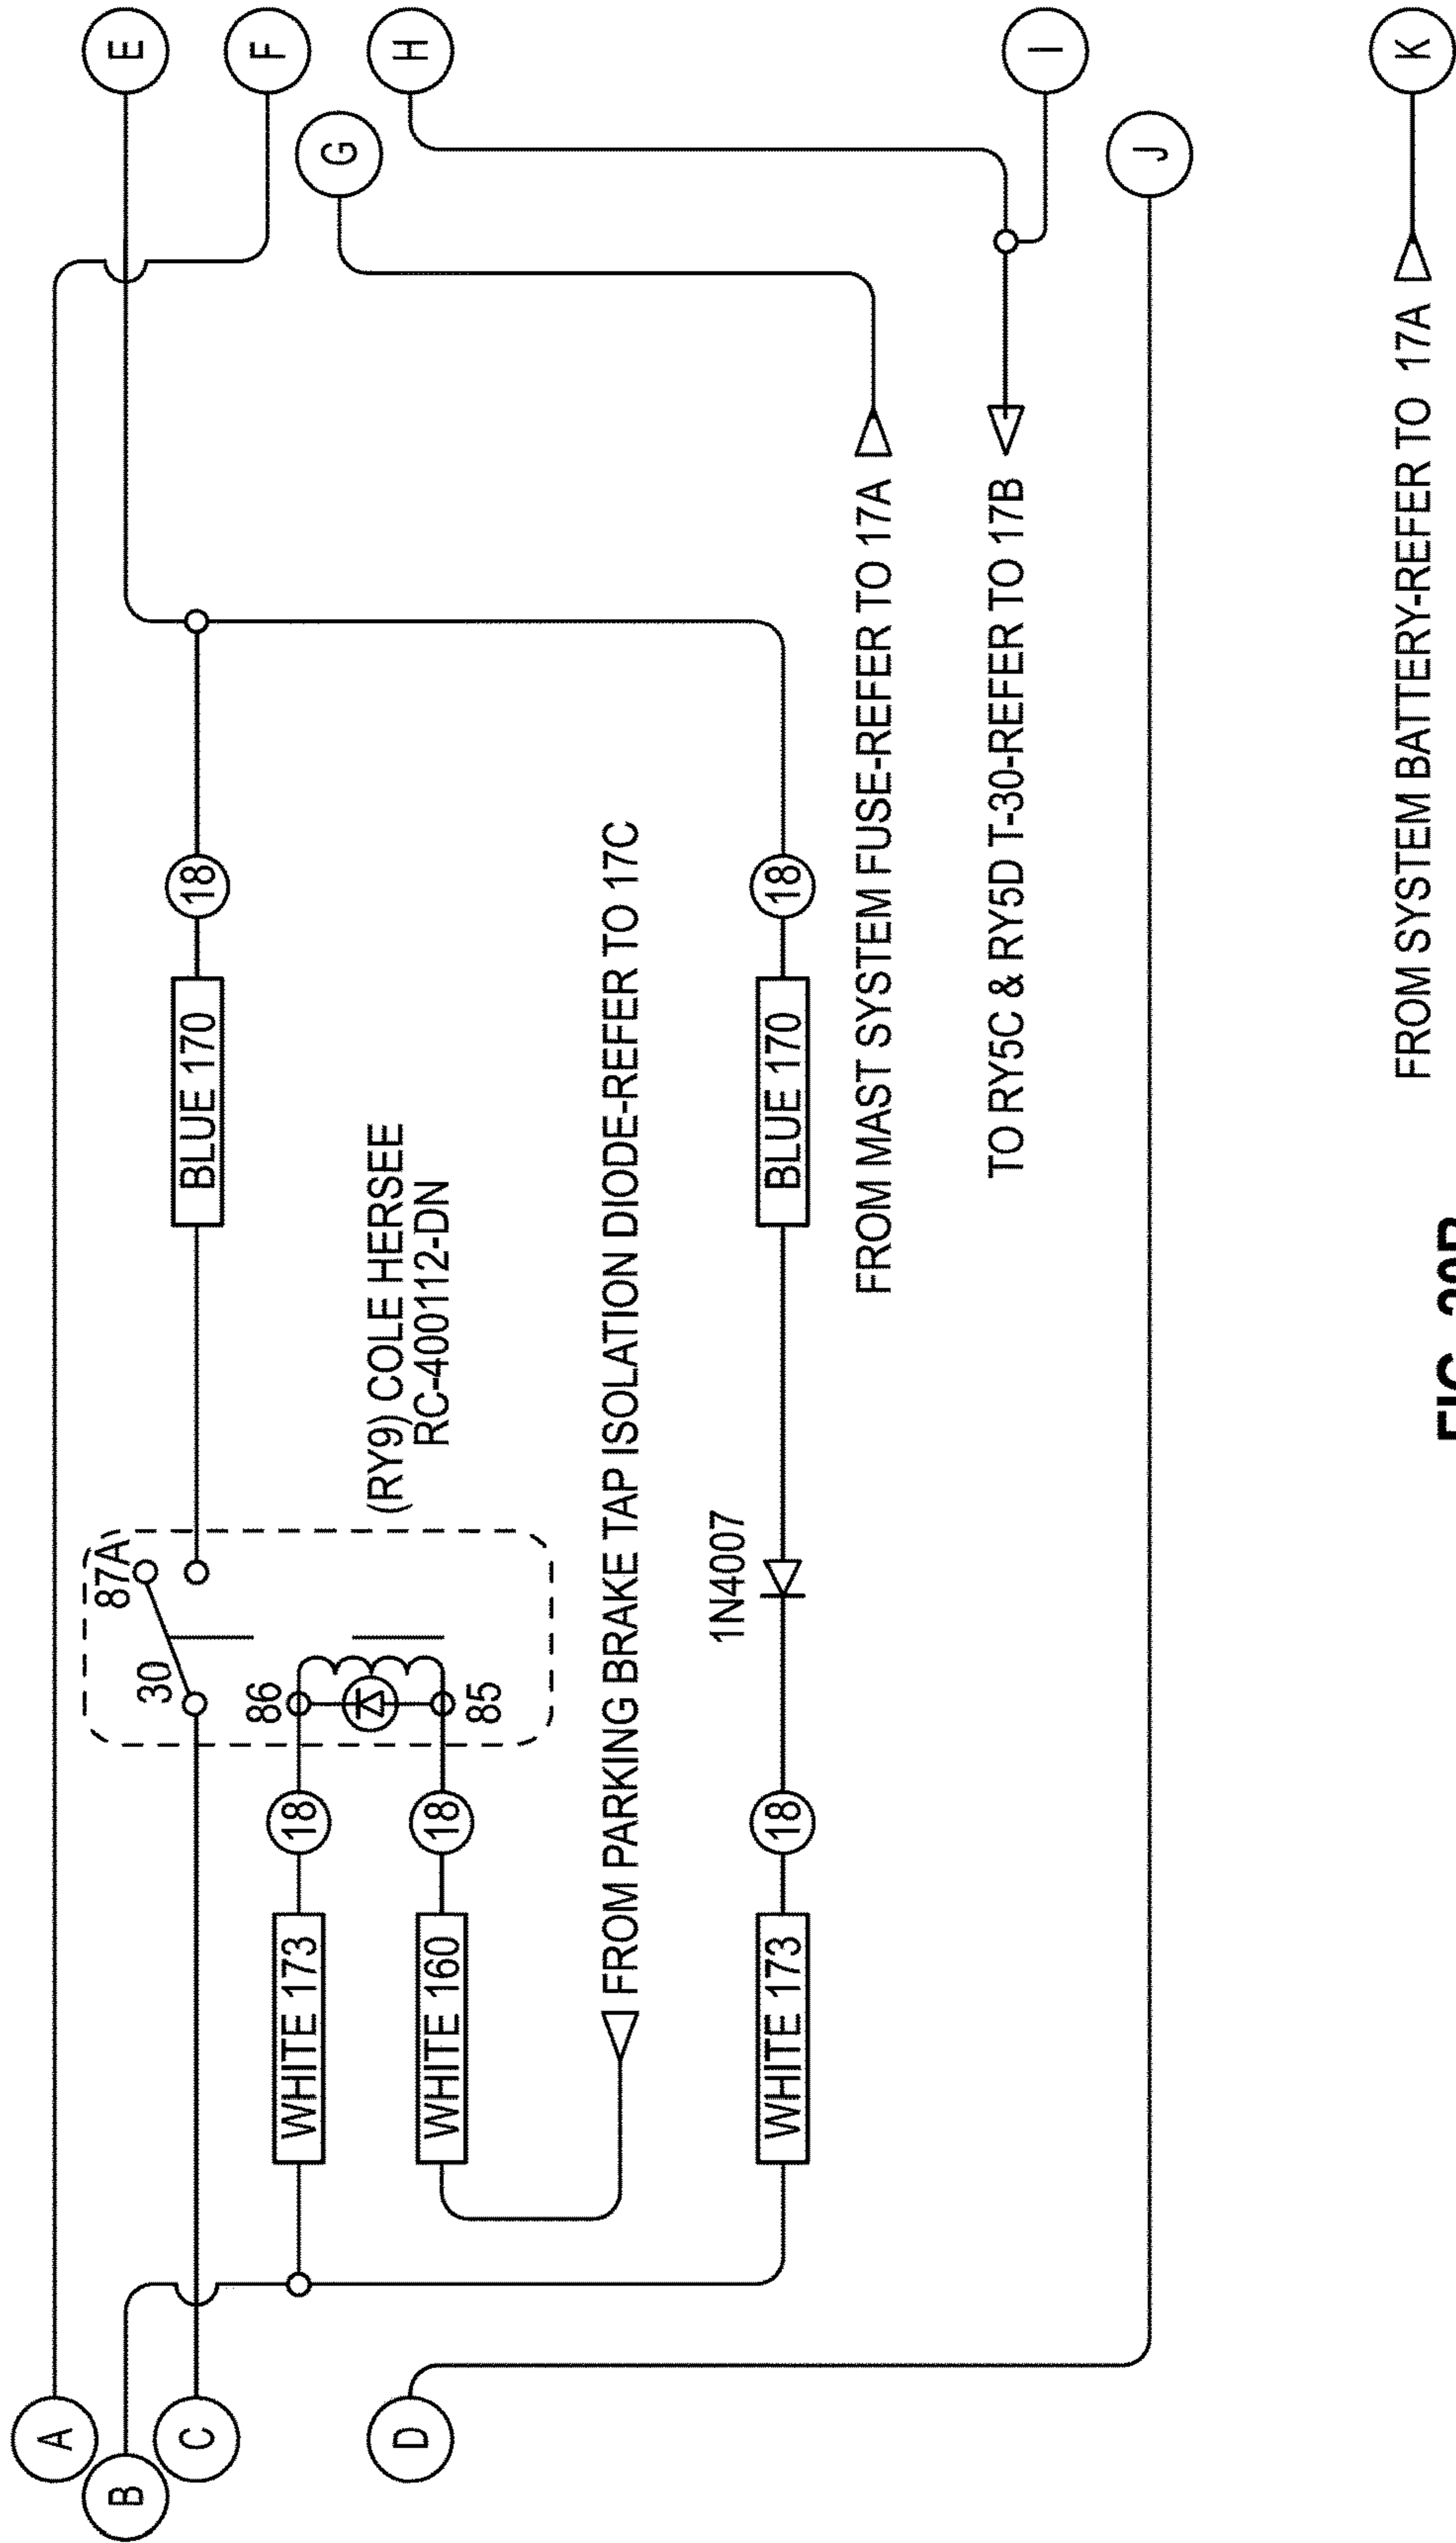 A
B
C
D
E
F
G
H
I
J
K
87A
30
86
85
18
BLUE 170
(RY9) COLE HERSEE
RC-400112-DN
18
WHITE 173
18
WHITE 160
FROM PARKING BRAKE TAP ISOLATION DIODE-REFER TO 17C
1N4007
WHITE 173
18
BLUE 170
18
FROM MAST SYSTEM FUSE-REFER TO 17A
TO RY5C & RY5D T-30-REFER TO 17B
FROM SYSTEM BATTERY-REFER TO 17A